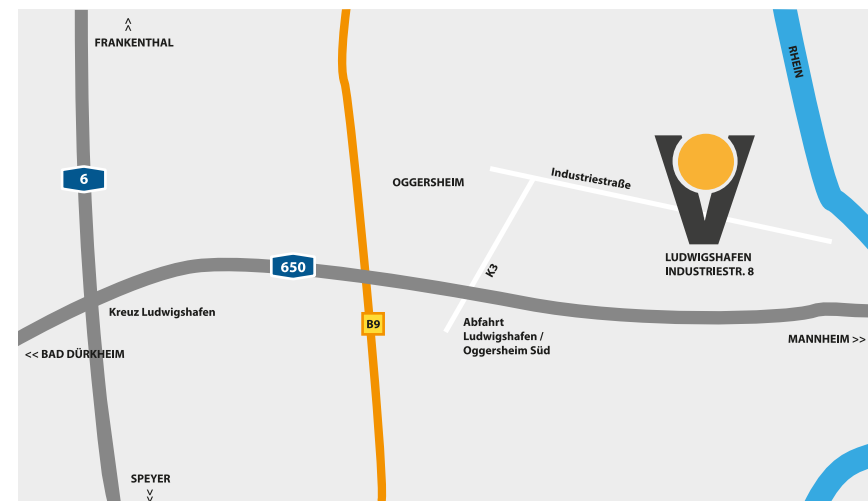 FRANKENTHAL
RHEIN
6
OGGERSHEIM
Industriestraße
LUDWIGSHAFEN
INDUSTRIESTR. 8
650
K3
Kreuz Ludwigshafen
B9
Abfahrt
Ludwigshafen /
Oggersheim Süd
MANNHEIM >>
<< BAD DÜRKHEIM
SPEYER